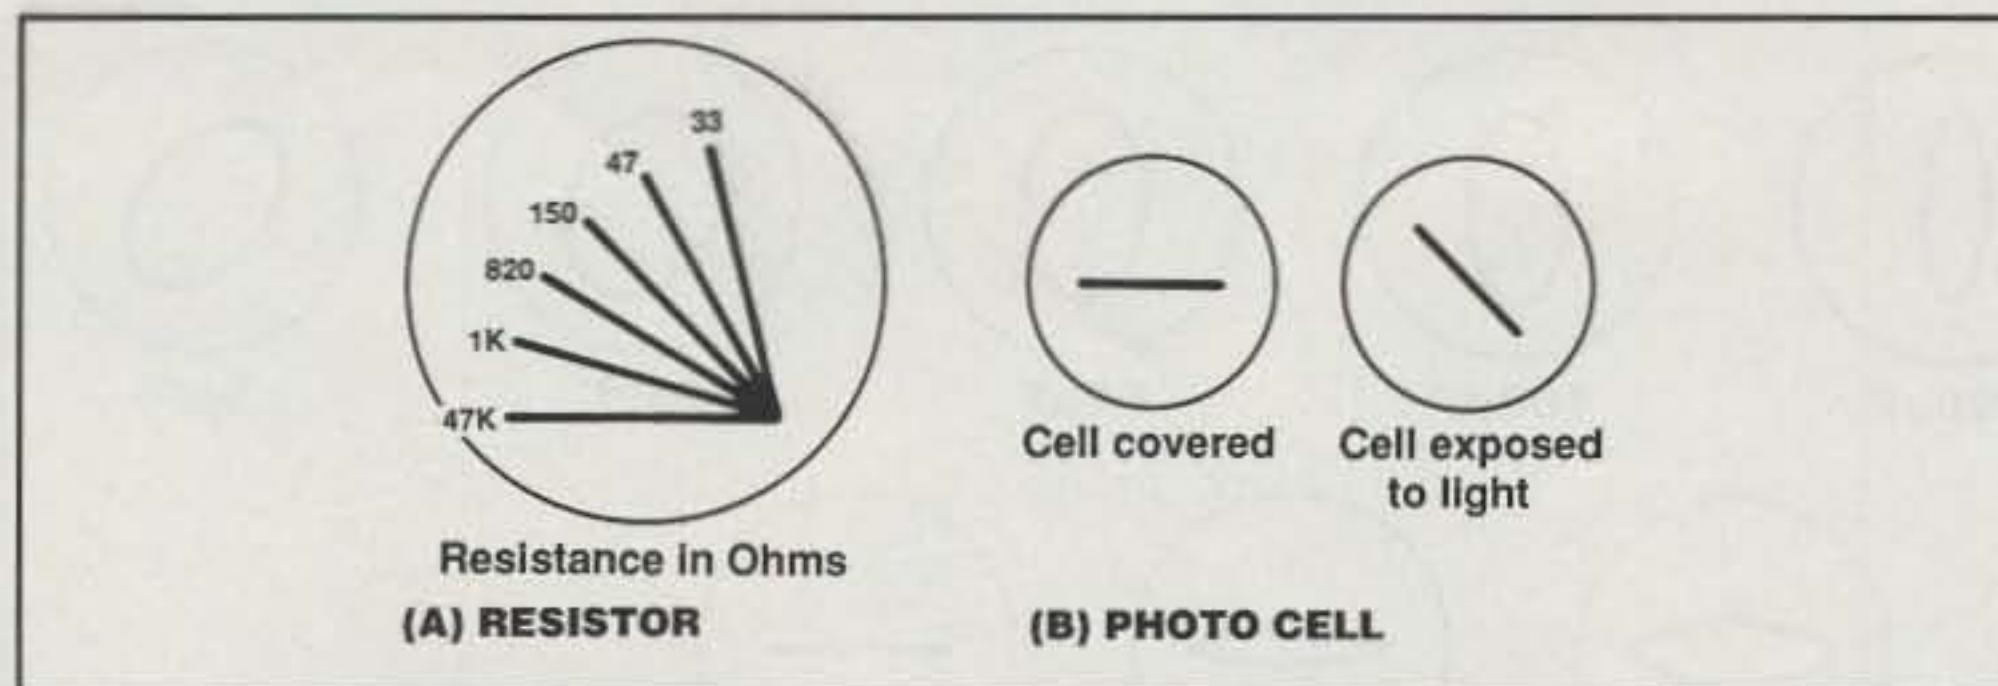 33
47
150
820
1K
47K
Resistance in Ohms
(A) RESISTOR
Cell covered
Cell exposed
to light
(B) PHOTO CELL